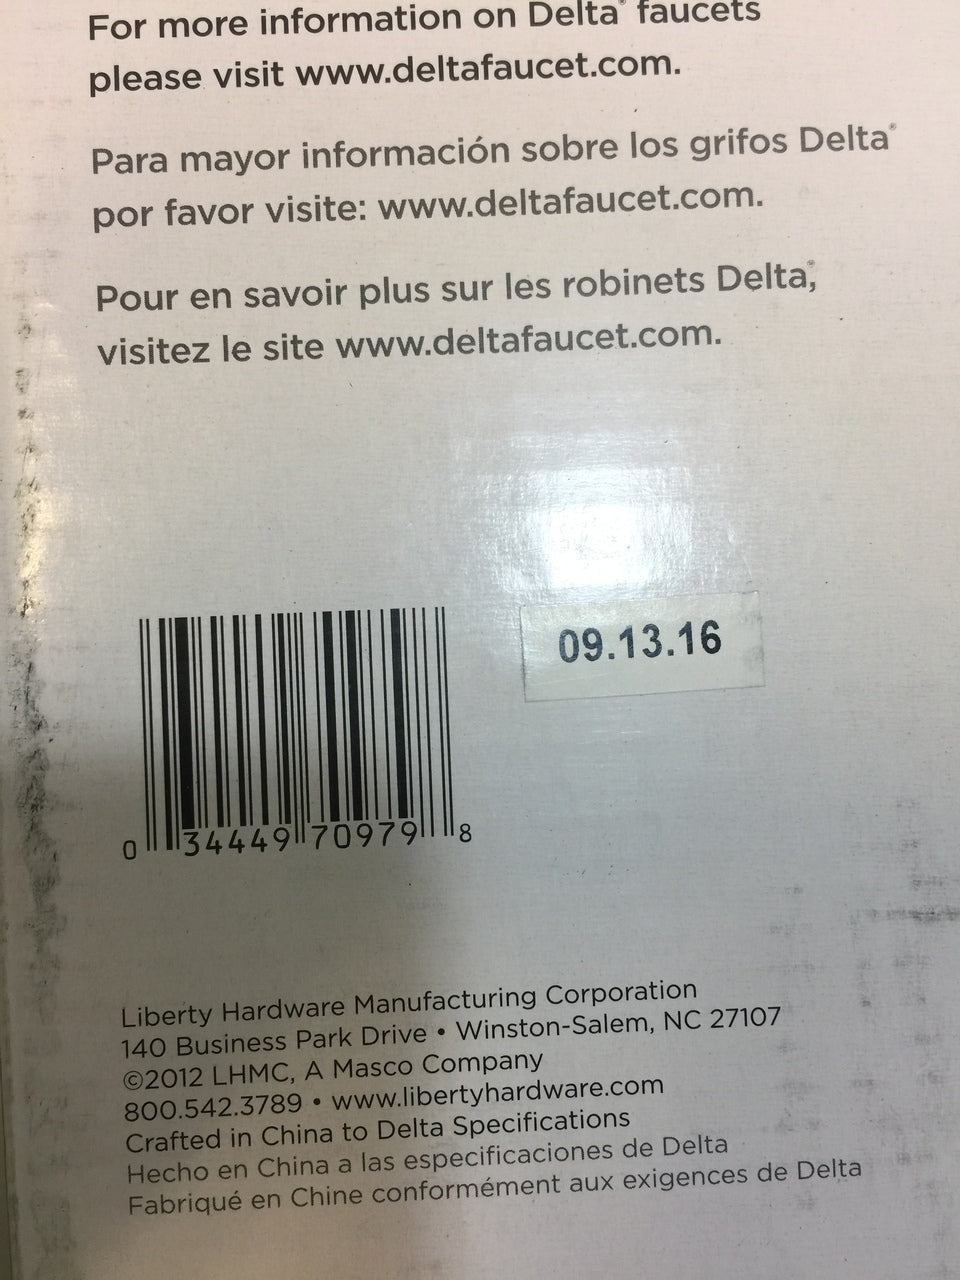 For more information on Delta® faucets
please visit www.deltafaucet.com.
Para mayor información sobre los grifos Delta®
por favor visite: www.deltafaucet.com.
Pour en savoir plus sur les robinets Delta®,
visitez le site www.deltafaucet.com.
09.13.16
0 34449 70979 8
Liberty Hardware Manufacturing Corporation
140 Business Park Drive • Winston-Salem, NC 27107
©2012 LHMC, A Masco Company
800.542.3789 • www.libertyhardware.com
Crafted in China to Delta Specifications
Hecho en China a las especificaciones de Delta
Fabriqué en Chine conformément aux exigences de Delta